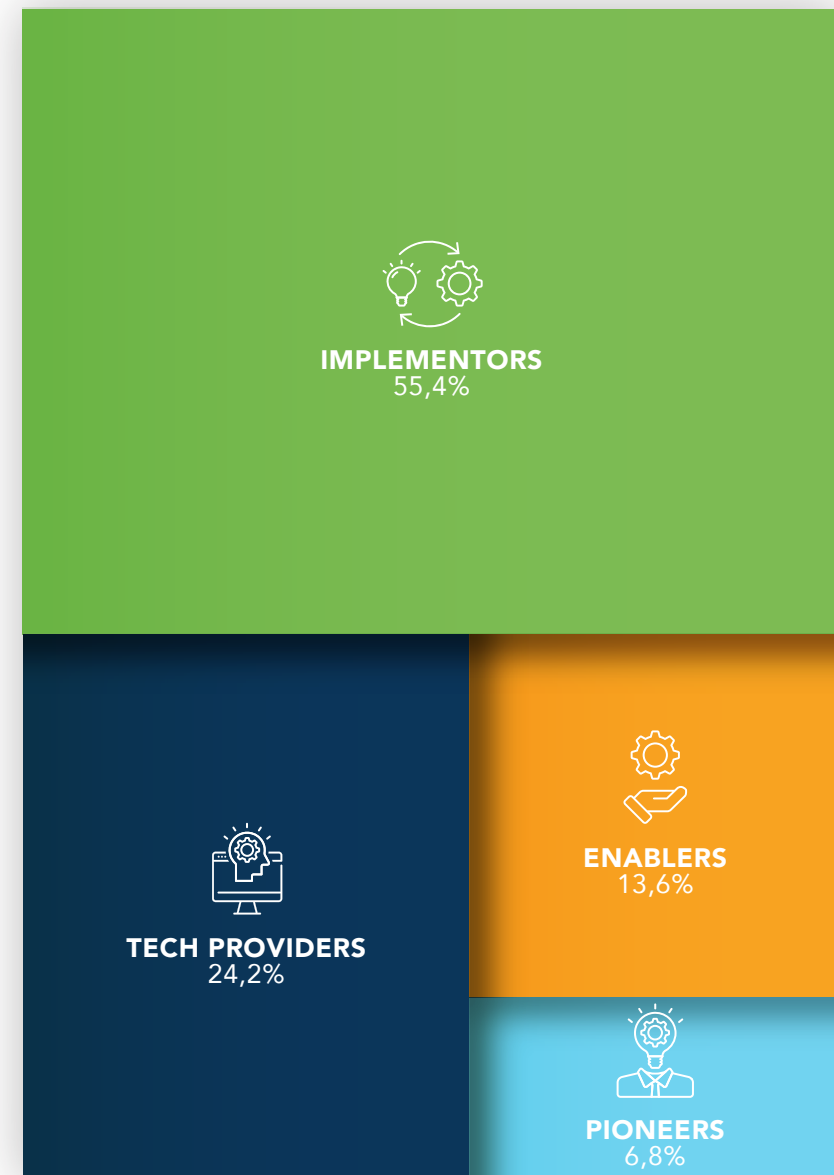 IMPLEMENTORS
55,4%
TECH PROVIDERS
24,2%
ENABLERS
13,6%
PIONEERS
6,8%